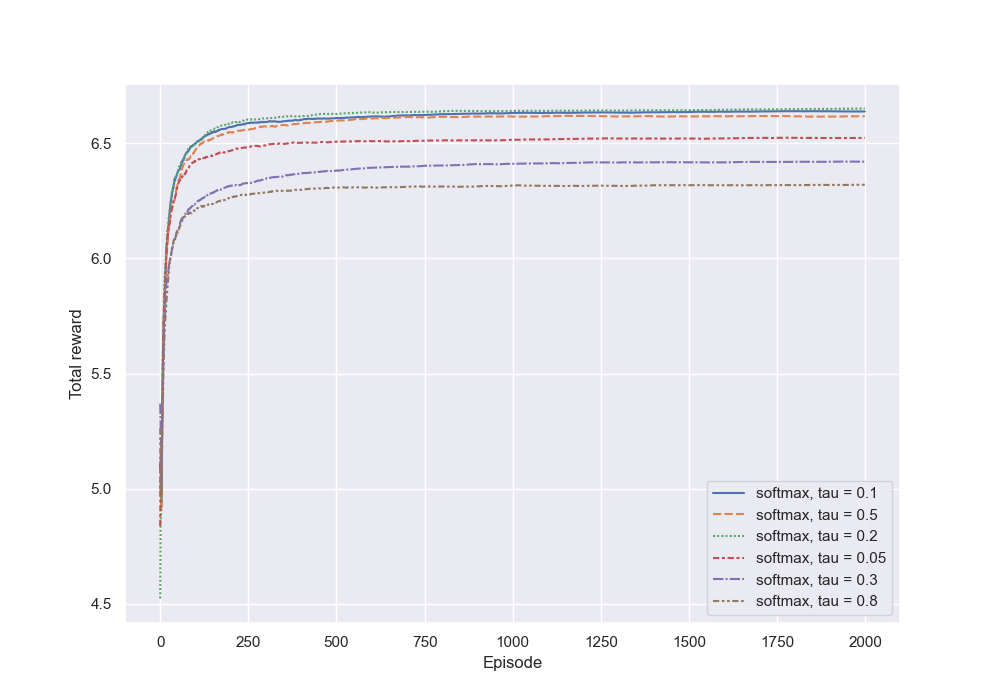 6.5
6.0
5.5
5.0
4.5
Total reward
softmax, tau = 0.1
softmax, tau = 0.5
softmax, tau = 0.2
softmax, tau = 0.05
softmax, tau = 0.3
softmax, tau = 0.8
0 250 500 750 1000 1250 1500 1750 2000
Episode